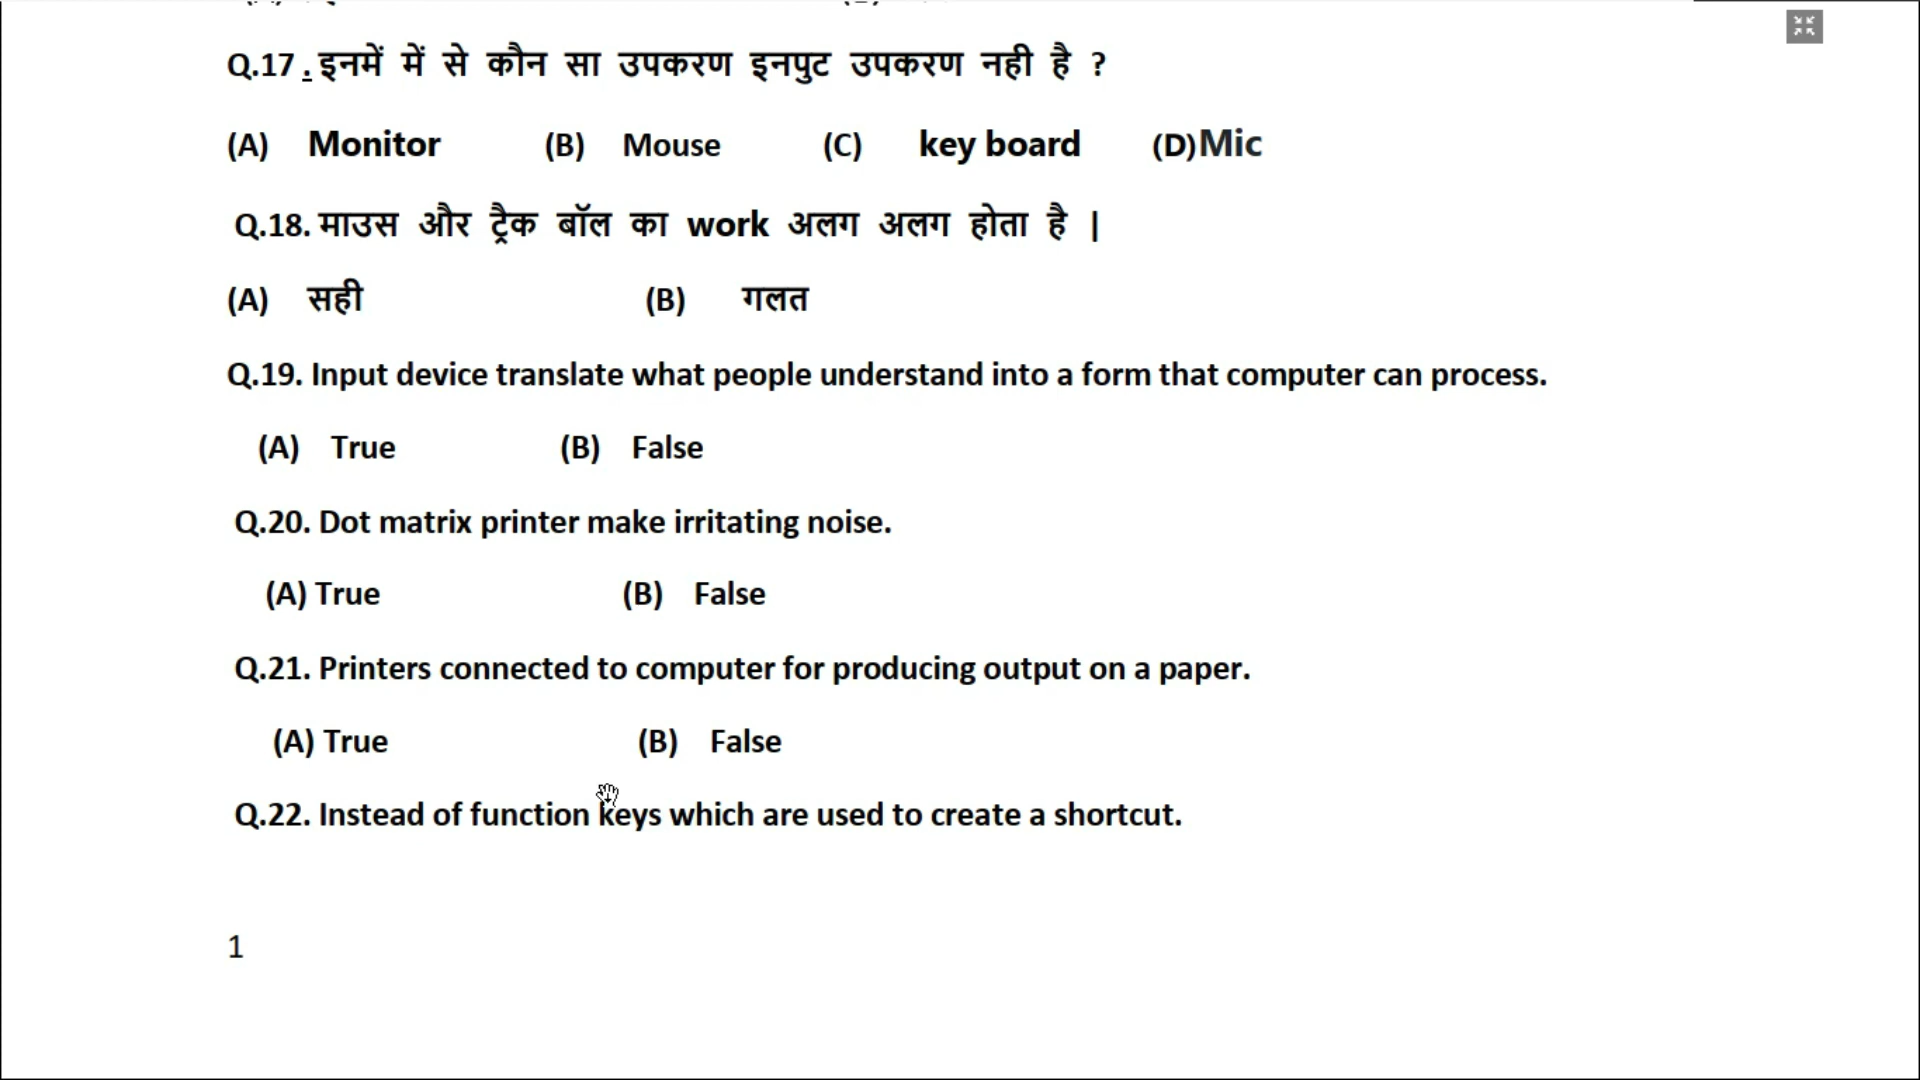 Q.17 . इनमें में से कौन सा उपकरण इनपुट उपकरण नही है ?
(A) Monitor (B) Mouse (C) key board (D)Mic
Q.18. माउस और ट्रैक बॉल का work अलग अलग होता है |
(A) सही (B) गलत
Q.19. Input device translate what people understand into a form that computer can process.
(A) True (B) False
Q.20. Dot matrix printer make irritating noise.
(A) True (B) False
Q.21. Printers connected to computer for producing output on a paper.
(A) True (B) False
Q.22. Instead of function keys which are used to create a shortcut.
1